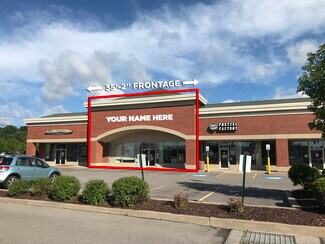 35'-2" FRONTAGE
YOUR NAME HERE
PRETZEL
FACTORY